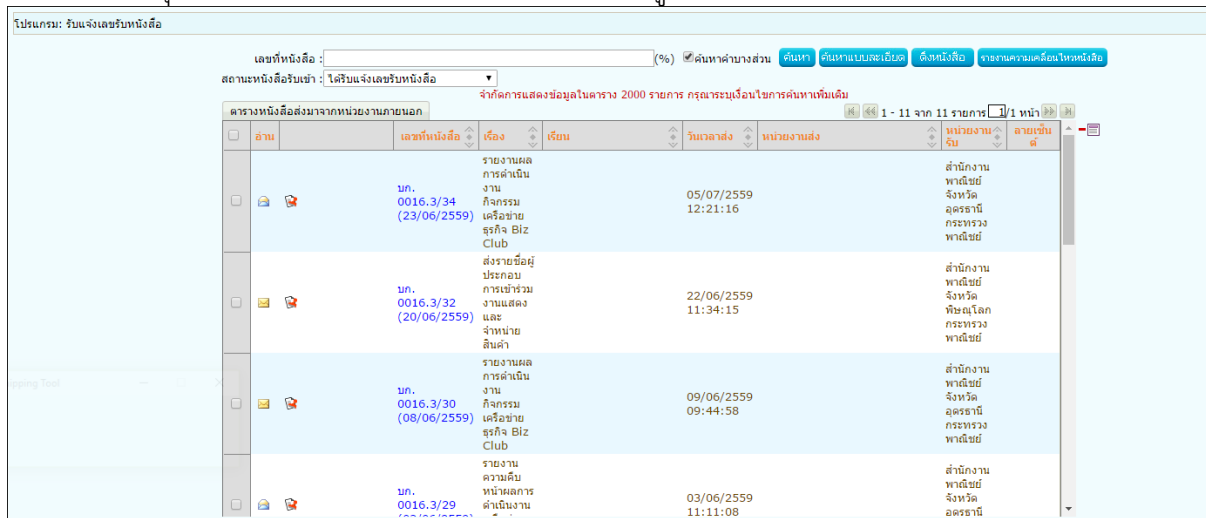 โปรแกรม: รับแจ้งเลขรับหนังสือ
เลขที่หนังสือ : (%) ค้นหาคำบางส่วน ค้นหา ค้นหาแบบละเอียด ดึงหนังสือ รายงานความเคลื่อนไหวหนังสือ
สถานะหนังสือรับเข้า : ได้รับแจ้งเลขรับหนังสือ
จำกัดการแสดงข้อมูลในตาราง 2000 รายการ กรุณาระบุเงื่อนไขการค้นหาเพิ่มเติม
ตารางหนังสือส่งมาจากหน่วยงานภายนอก 1 - 11 จาก 11 รายการ 1/1 หน้า
อ่าน เลขที่หนังสือ เรื่อง เรียน วันเวลาส่ง หน่วยงานส่ง หน่วยงาน ลายเซ็น
รับ ต์
รายงานผล
การดำเนิน
งาน
กิจกรรม
เครือข่าย
ธุรกิจ Biz
Club
บก.
0016.3/34
(23/06/2559)
05/07/2559
12:21:16
สำนักงาน
พาณิชย์
จังหวัด
อุดรธานี
กระทรวง
พาณิชย์
ส่งรายชื่อผู้
ประกอบ
การเข้าร่วม
งานแสดง
และ
จำหน่าย
สินค้า
บก.
0016.3/32
(20/06/2559)
22/06/2559
11:34:15
สำนักงาน
พาณิชย์
จังหวัด
พิษณุโลก
กระทรวง
พาณิชย์
รายงานผล
การดำเนิน
งาน
กิจกรรม
เครือข่าย
ธุรกิจ Biz
Club
บก.
0016.3/30
(08/06/2559)
09/06/2559
09:44:58
สำนักงาน
พาณิชย์
จังหวัด
อุดรธานี
กระทรวง
พาณิชย์
รายงาน
ความคืบ
หน้าผลการ
ดำเนินงาน
บก.
0016.3/29
03/06/2559
11:11:08
สำนักงาน
พาณิชย์
จังหวัด
อุดรธานี